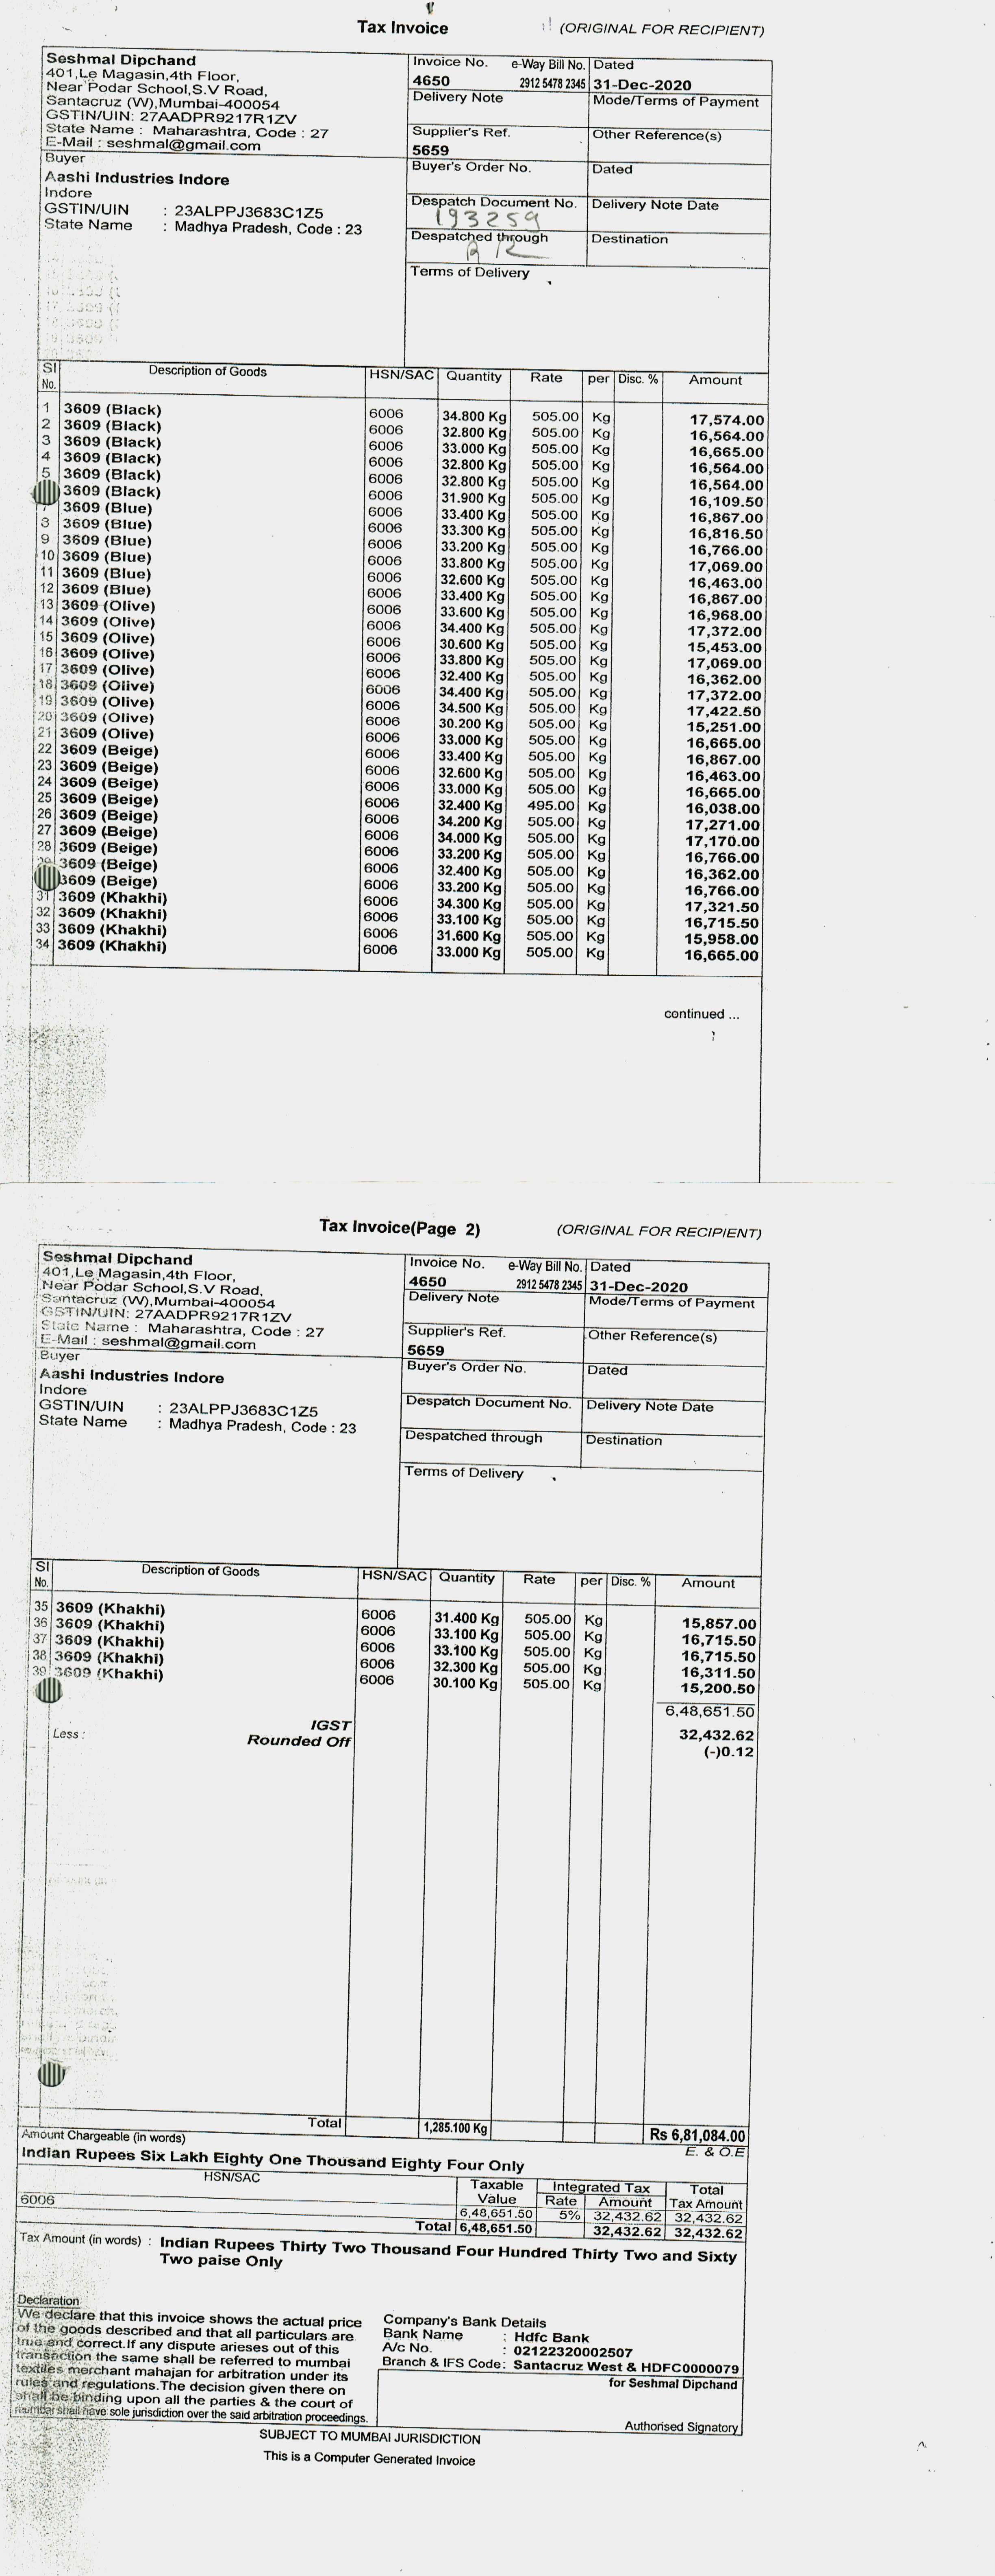 Tax Invoice (ORIGINAL FOR RECIPIENT)
Seshmal Dipchand
401,Le Magasin,4th Floor,
Near Podar School,S.V Road,
Santacruz (W),Mumbai-400054
GSTIN/UIN: 27AADPR9217R1ZV
State Name : Maharashtra, Code : 27
E-Mail : seshmal@gmail.com
Buyer
Aashi Industries Indore
Indore
GSTIN/UIN : 23ALPPJ3683C1Z5
State Name : Madhya Pradesh, Code : 23
Invoice No. e-Way Bill No. Dated
4650 2912 5478 2345 31-Dec-2020
Delivery Note Mode/Terms of Payment
Supplier's Ref. Other Reference(s)
5659
Buyer's Order No. Dated
Despatch Document No. Delivery Note Date
193259
Despatched through Destination
Terms of Delivery
Sl No. Description of Goods HSN/SAC Quantity Rate per Disc. % Amount
1 3609 (Black) 6006 34.800 Kg 505.00 Kg 17,574.00
2 3609 (Black) 6006 32.800 Kg 505.00 Kg 16,564.00
3 3609 (Black) 6006 33.000 Kg 505.00 Kg 16,665.00
4 3609 (Black) 6006 32.800 Kg 505.00 Kg 16,564.00
5 3609 (Black) 6006 32.800 Kg 505.00 Kg 16,564.00
3609 (Black) 6006 31.900 Kg 505.00 Kg 16,109.50
7 3609 (Blue) 6006 33.400 Kg 505.00 Kg 16,867.00
8 3609 (Blue) 6006 33.300 Kg 505.00 Kg 16,816.50
9 3609 (Blue) 6006 33.200 Kg 505.00 Kg 16,766.00
10 3609 (Blue) 6006 33.800 Kg 505.00 Kg 17,069.00
11 3609 (Blue) 6006 32.600 Kg 505.00 Kg 16,463.00
12 3609 (Blue) 6006 33.400 Kg 505.00 Kg 16,867.00
13 3609 (Olive) 6006 33.600 Kg 505.00 Kg 16,968.00
14 3609 (Olive) 6006 34.400 Kg 505.00 Kg 17,372.00
15 3609 (Olive) 6006 30.600 Kg 505.00 Kg 15,453.00
16 3609 (Olive) 6006 33.800 Kg 505.00 Kg 17,069.00
17 3609 (Olive) 6006 32.400 Kg 505.00 Kg 16,362.00
18 3609 (Olive) 6006 34.400 Kg 505.00 Kg 17,372.00
19 3609 (Olive) 6006 34.500 Kg 505.00 Kg 17,422.50
20 3609 (Olive) 6006 30.200 Kg 505.00 Kg 15,251.00
21 3609 (Olive) 6006 33.000 Kg 505.00 Kg 16,665.00
22 3609 (Beige) 6006 33.400 Kg 505.00 Kg 16,867.00
23 3609 (Beige) 6006 32.600 Kg 505.00 Kg 16,463.00
24 3609 (Beige) 6006 33.000 Kg 505.00 Kg 16,665.00
25 3609 (Beige) 6006 32.400 Kg 495.00 Kg 16,038.00
26 3609 (Beige) 6006 34.200 Kg 505.00 Kg 17,271.00
27 3609 (Beige) 6006 34.000 Kg 505.00 Kg 17,170.00
28 3609 (Beige) 6006 33.200 Kg 505.00 Kg 16,766.00
29 3609 (Beige) 6006 32.400 Kg 505.00 Kg 16,362.00
3609 (Beige) 6006 33.200 Kg 505.00 Kg 16,766.00
31 3609 (Khakhi) 6006 34.300 Kg 505.00 Kg 17,321.50
32 3609 (Khakhi) 6006 33.100 Kg 505.00 Kg 16,715.50
33 3609 (Khakhi) 6006 31.600 Kg 505.00 Kg 15,958.00
34 3609 (Khakhi) 6006 33.000 Kg 505.00 Kg 16,665.00
continued ...
Tax Invoice(Page 2) (ORIGINAL FOR RECIPIENT)
Seshmal Dipchand
401,Le Magasin,4th Floor,
Near Podar School,S.V Road,
Santacruz (W),Mumbai-400054
GSTIN/UIN: 27AADPR9217R1ZV
State Name : Maharashtra, Code : 27
E-Mail : seshmal@gmail.com
Buyer
Aashi Industries Indore
Indore
GSTIN/UIN : 23ALPPJ3683C1Z5
State Name : Madhya Pradesh, Code : 23
Invoice No. e-Way Bill No. Dated
4650 2912 5478 2345 31-Dec-2020
Delivery Note Mode/Terms of Payment
Supplier's Ref. Other Reference(s)
5659
Buyer's Order No. Dated
Despatch Document No. Delivery Note Date
Despatched through Destination
Terms of Delivery
Sl No. Description of Goods HSN/SAC Quantity Rate per Disc. % Amount
35 3609 (Khakhi) 6006 31.400 Kg 505.00 Kg 15,857.00
36 3609 (Khakhi) 6006 33.100 Kg 505.00 Kg 16,715.50
37 3609 (Khakhi) 6006 33.100 Kg 505.00 Kg 16,715.50
38 3609 (Khakhi) 6006 32.300 Kg 505.00 Kg 16,311.50
39 3609 (Khakhi) 6006 30.100 Kg 505.00 Kg 15,200.50
6,48,651.50
IGST 32,432.62
Less : Rounded Off (-)0.12
Total 1,285.100 Kg Rs 6,81,084.00
Amount Chargeable (in words) E. & O.E
Indian Rupees Six Lakh Eighty One Thousand Eighty Four Only
HSN/SAC Taxable Value Integrated Tax Rate Amount Total Tax Amount
6006 6,48,651.50 5% 32,432.62 32,432.62
Total 6,48,651.50 32,432.62 32,432.62
Tax Amount (in words) : Indian Rupees Thirty Two Thousand Four Hundred Thirty Two and Sixty
Two paise Only
Declaration
We declare that this invoice shows the actual price
of the goods described and that all particulars are
true and correct.If any dispute arieses out of this
transaction the same shall be referred to mumbai
textiles merchant mahajan for arbitration under its
rules and regulations.The decision given there on
shall be binding upon all the parties & the court of
mumbai shall have sole jurisdiction over the said arbitration proceedings.
Company's Bank Details
Bank Name : Hdfc Bank
A/c No. : 02122320002507
Branch & IFS Code: Santacruz West & HDFC0000079
for Seshmal Dipchand
Authorised Signatory
SUBJECT TO MUMBAI JURISDICTION
This is a Computer Generated Invoice